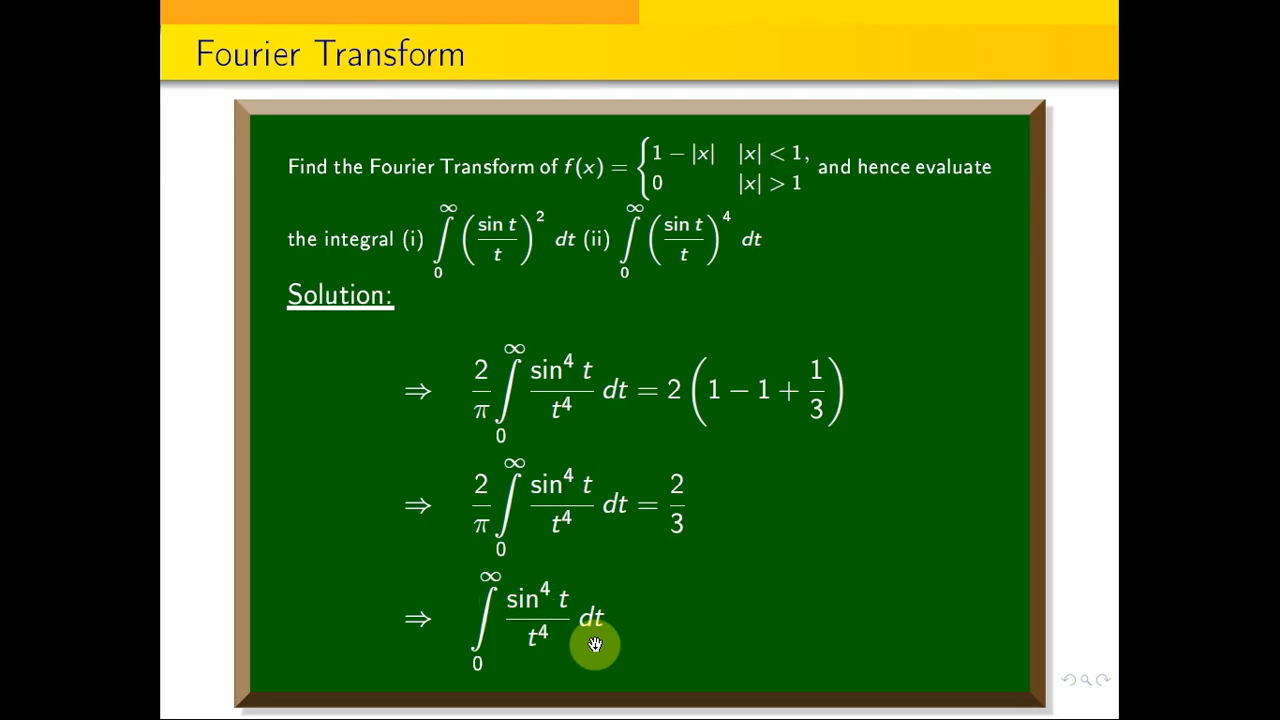 Fourier Transform
Find the Fourier Transform of f(x) = { 1 − |x| |x| < 1, 0 |x| > 1 and hence evaluate
the integral (i) ∫₀^∞ (sin t / t)² dt (ii) ∫₀^∞ (sin t / t)⁴ dt
Solution:
⇒ 2/π ∫₀^∞ sin⁴ t / t⁴ dt = 2 (1 − 1 + 1/3)
⇒ 2/π ∫₀^∞ sin⁴ t / t⁴ dt = 2/3
⇒ ∫₀^∞ sin⁴ t / t⁴ dt